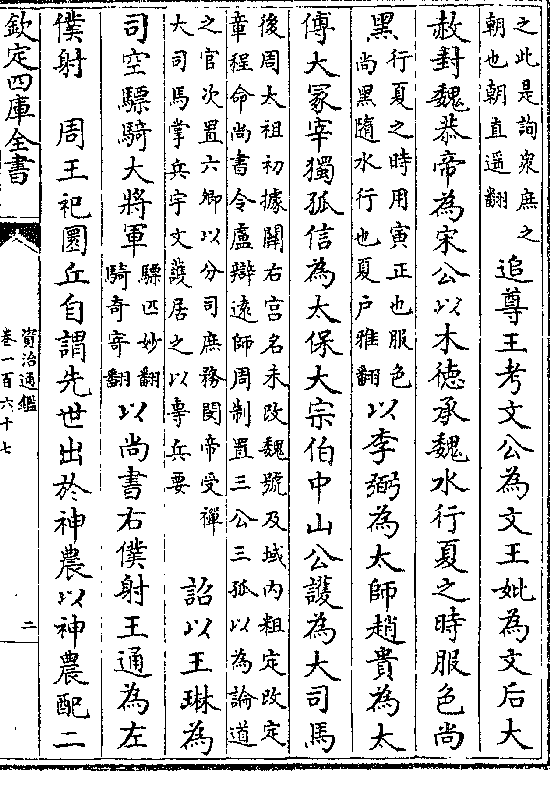 之此是詢衆庶之
朝也朝直遥翻
追尊王考文公為文王妣為文后大
赦封魏恭帝為宋公以木德承魏水行夏之時服色尚
黑
行夏之時用寅正也服色
尚黑隨水行也夏户雅翻
以李弼為太師趙貴為太
傅大冢宰獨孤信為太保大宗伯中山公護為大司馬
後周太祖初據關右官名未改魏號及域内粗定改定
章程命尚書令盧辯遠師周制置三公三孤以為論道
之官次置六卿以分司庶務閔帝受禪
大司馬掌兵宇文護居之以專兵要
詔以王琳為
司空驃騎大將軍
驃匹妙翻
騎奇寄翻
以尚書右僕射王通為左
僕射　周王祀圜丘自謂先世出於神農以神農配二
欽定四庫全書
資治通鑑
卷一百六十七
二